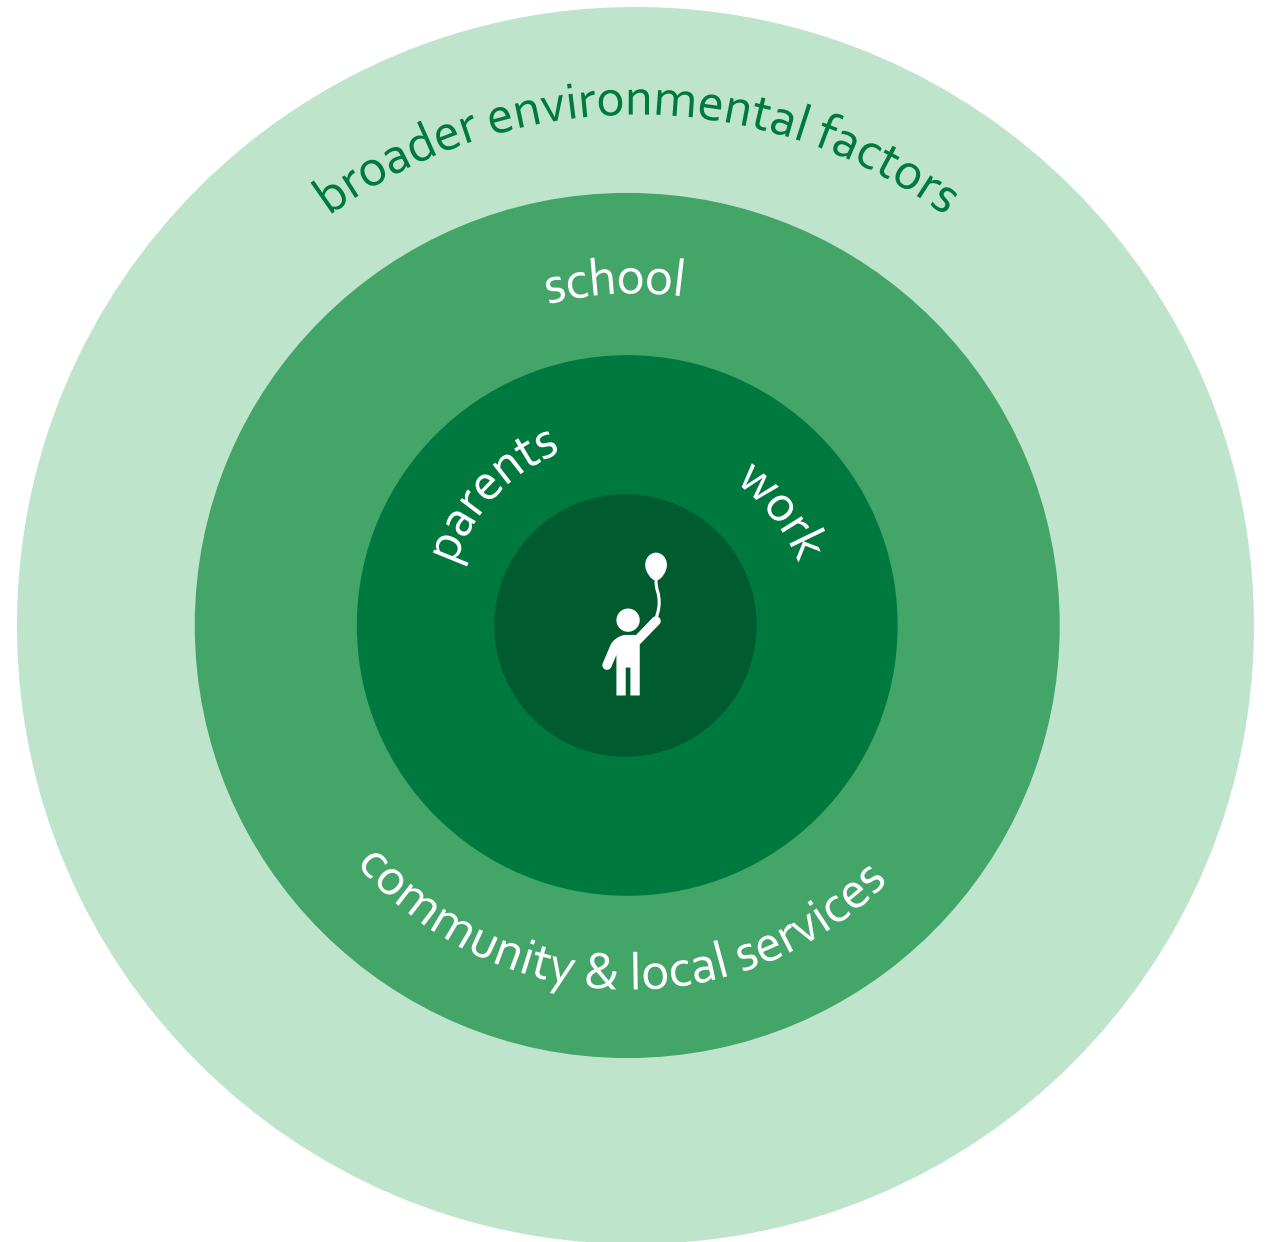 broader environmental factors
school
parents
work
community & local services